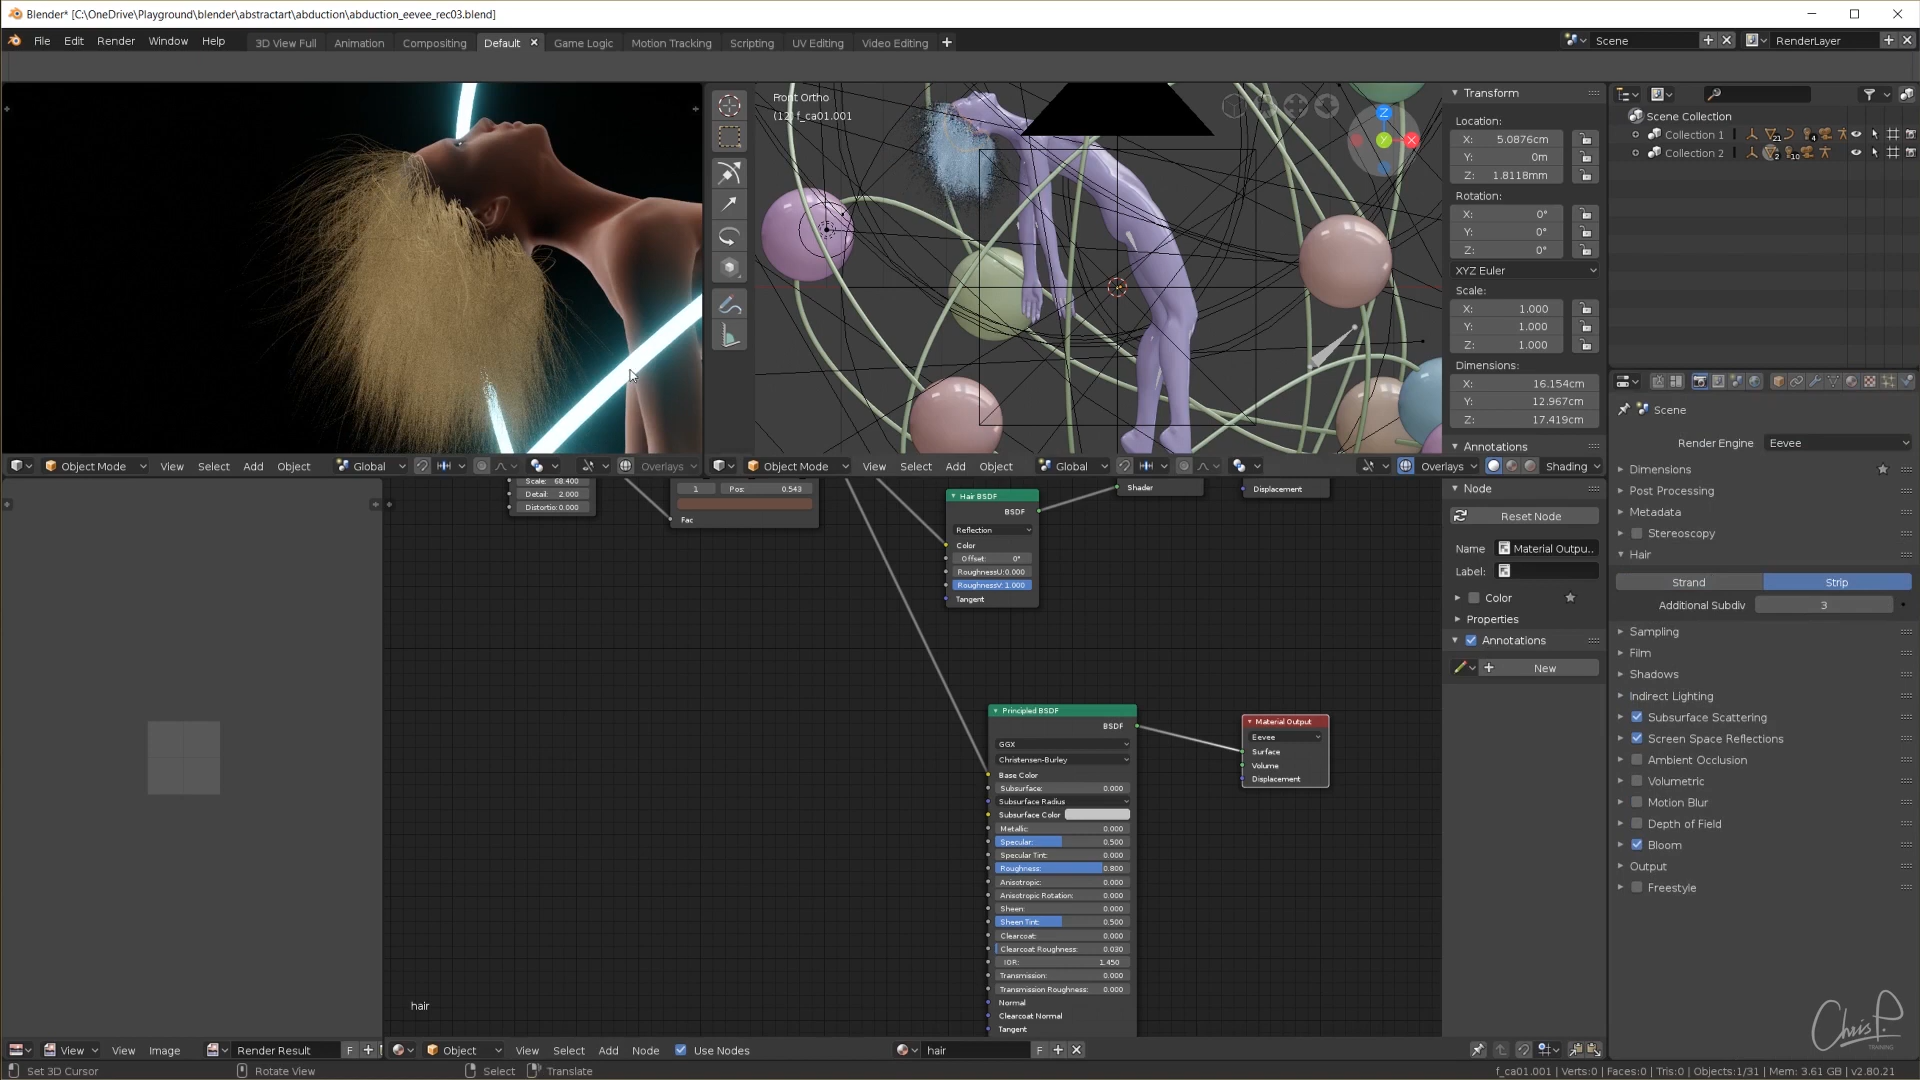 Blender* [C:\OneDrive\Playground\blender\abstractart\abduction\abduction_eevee_rec03.blend]
File Edit Render Window Help 3D View Full Animation Compositing Default Game Logic Motion Tracking Scripting UV Editing Video Editing Scene RenderLayer
Front Ortho
(12) f_ca01.001
Transform
Location:
X: 5.0876cm
Y: 0m
Z: 1.8118mm
Rotation:
X: 0°
Y: 0°
Z: 0°
XYZ Euler
Scale:
X: 1.000
Y: 1.000
Z: 1.000
Dimensions:
X: 16.154cm
Y: 12.967cm
Z: 17.419cm
Annotations
Scene Collection
Collection 1
Collection 2
Scene
Render Engine Eevee
Dimensions
Post Processing
Metadata
Stereoscopy
Hair
Strand Strip
Additional Subdiv 3
Sampling
Film
Shadows
Indirect Lighting
Subsurface Scattering
Screen Space Reflections
Ambient Occlusion
Volumetric
Motion Blur
Depth of Field
Bloom
Output
Freestyle
Object Mode View Select Add Object Global Overlays
Object Mode View Select Add Object Global Overlays Shading
Scale: 68.400
Detail: 2.000
Distortio: 0.000
1 Pos: 0.543
Fac
Hair BSDF
BSDF
Reflection
Color
Offset: 0°
RoughnessU: 0.000
RoughnessV: 1.000
Tangent
Shader
Displacement
Principled BSDF
BSDF
GGX
Christensen-Burley
Base Color
Subsurface: 0.000
Subsurface Radius
Subsurface Color
Metallic: 0.000
Specular: 0.500
Specular Tint: 0.000
Roughness: 0.800
Anisotropic: 0.000
Anisotropic Rotation: 0.000
Sheen: 0.000
Sheen Tint: 0.500
Clearcoat: 0.000
Clearcoat Roughness: 0.030
IOR: 1.450
Transmission: 0.000
Transmission Roughness: 0.000
Normal
Clearcoat Normal
Tangent
Material Output
Eevee
Surface
Volume
Displacement
Node
Reset Node
Name Material Outpu..
Label:
Color
Properties
Annotations
New
hair
View View Image Render Result F
Object View Select Add Node Use Nodes hair F
Chris P.
TRAINING
Set 3D Cursor Rotate View Select Translate
f_ca01.001 | Verts:0 | Faces:0 | Tris:0 | Objects:1/31 | Mem: 3.61 GB | v2.80.21